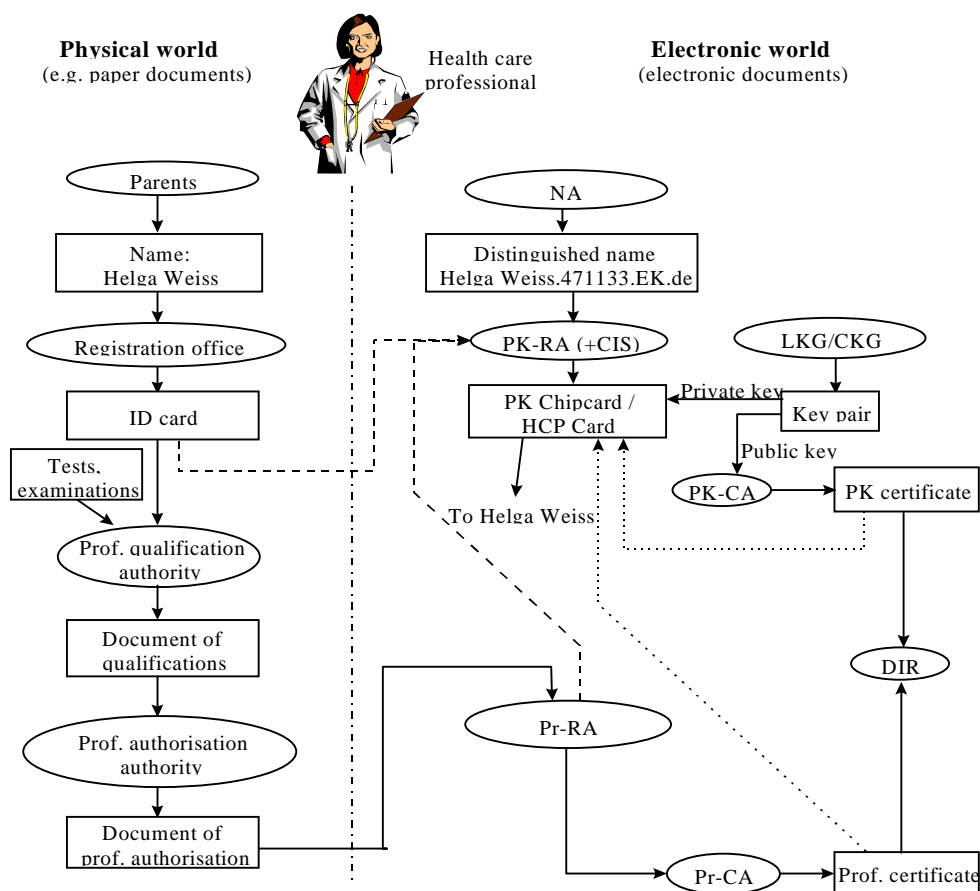 Physical world
(e.g. paper documents)
Health care
professional
Electronic world
(electronic documents)
Parents
Name:
Helga Weiss
Registration office
ID card
Tests,
examinations
Prof. qualification
authority
Document of
qualifications
Prof. authorisation
authority
Document of
prof. authorisation
NA
Distinguished name
Helga Weiss.471133.EK.de
PK-RA (+CIS)
PK Chipcard /
HCP Card
To Helga Weiss
LKG/CKG
Private key
Key pair
Public key
PK-CA
PK certificate
DIR
Pr-RA
Pr-CA
Prof. certificate